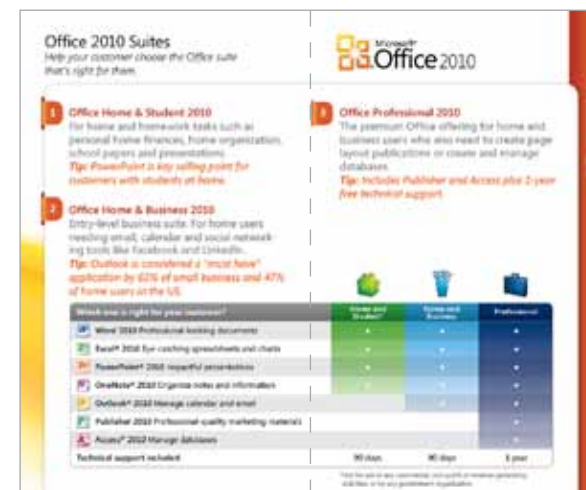 Office 2010 Suites
Help your customer choose the Office suite
that's right for them.
Microsoft®
Office 2010
1
Office Home & Student 2010
For home and homework tasks such as
personal home finances, home organization,
school papers and presentations.
Tip: PowerPoint is key selling point for
customers with students at home.
2
Office Home & Business 2010
Entry-level business suite. For home users
needing email, calendar and social network-
ing tools like Facebook and LinkedIn.
Tip: Outlook is considered a "must have"
application by 62% of small business and 47%
of home users in the US.
3
Office Professional 2010
The premium Office offering for home and
business users who also need to create page
layout publications or create and manage
databases.
Tip: Includes Publisher and Access plus 1-year
free technical support.
Which one is right for your customer?
Home and
Student*
Home and
Business
Professional
Word 2010 Professional-looking documents
Excel® 2010 Eye-catching spreadsheets and charts
PowerPoint® 2010 Impactful presentations
OneNote® 2010 Organize notes and information
Outlook® 2010 Manage calendar and email
Publisher 2010 Professional-quality marketing materials
Access® 2010 Manage databases
Technical support included
90 days
90 days
1 year